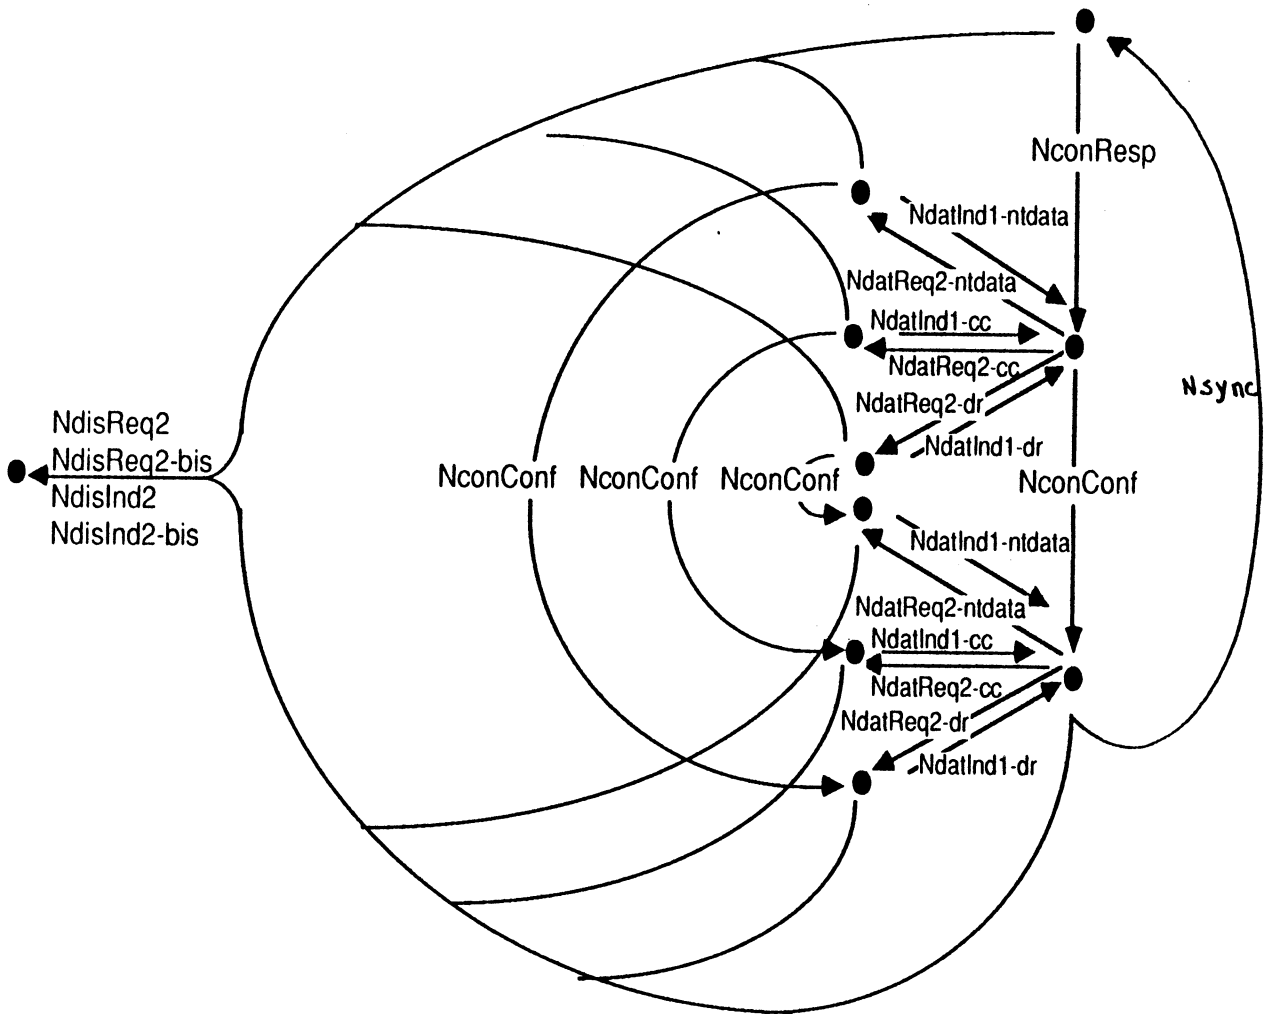 NconResp
NdatInd1-ntdata
NdatReq2-ntdata
NdatInd1-cc
NdatReq2-cc
Nsync
NdatReq2-dr
NdatInd1-dr
NdisReq2
NdisReq2-bis
NdisInd2
NdisInd2-bis
NconConf
NconConf
NconConf
NconConf
NdatInd1-ntdata
NdatReq2-ntdata
NdatInd1-cc
NdatReq2-cc
NdatReq2-dr
NdatInd1-dr